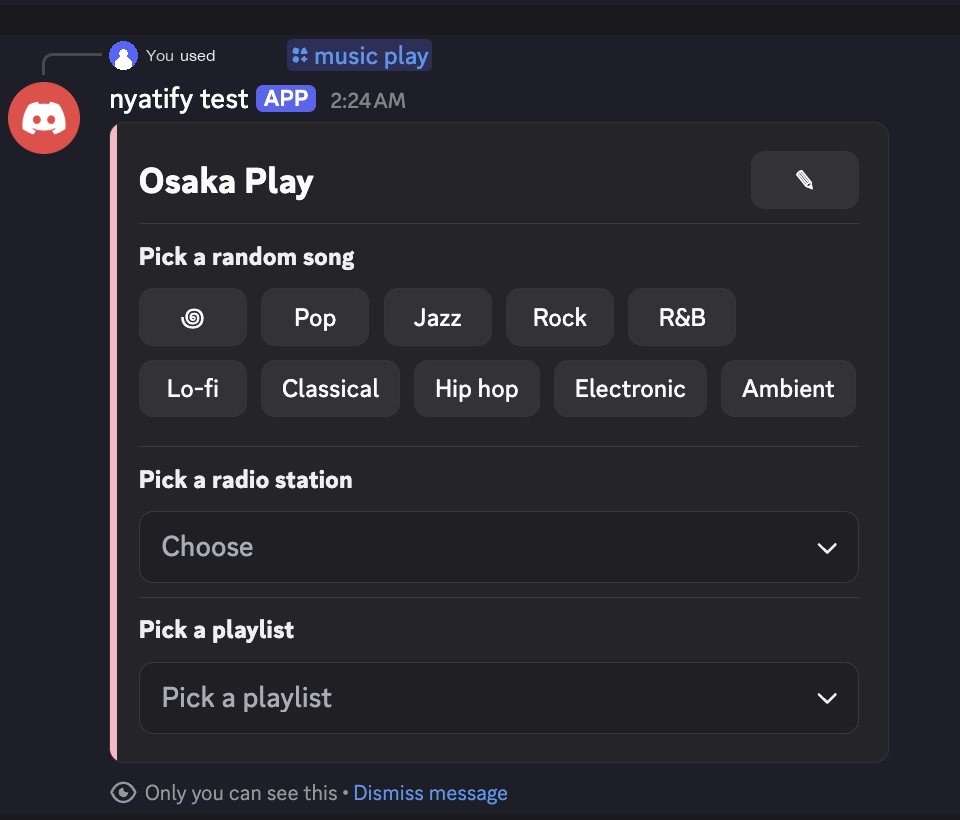 You used music play
nyatify test APP 2:24 AM
Osaka Play
Pick a random song
Pop Jazz Rock R&B
Lo-fi Classical Hip hop Electronic Ambient
Pick a radio station
Choose
Pick a playlist
Pick a playlist
Only you can see this • Dismiss message